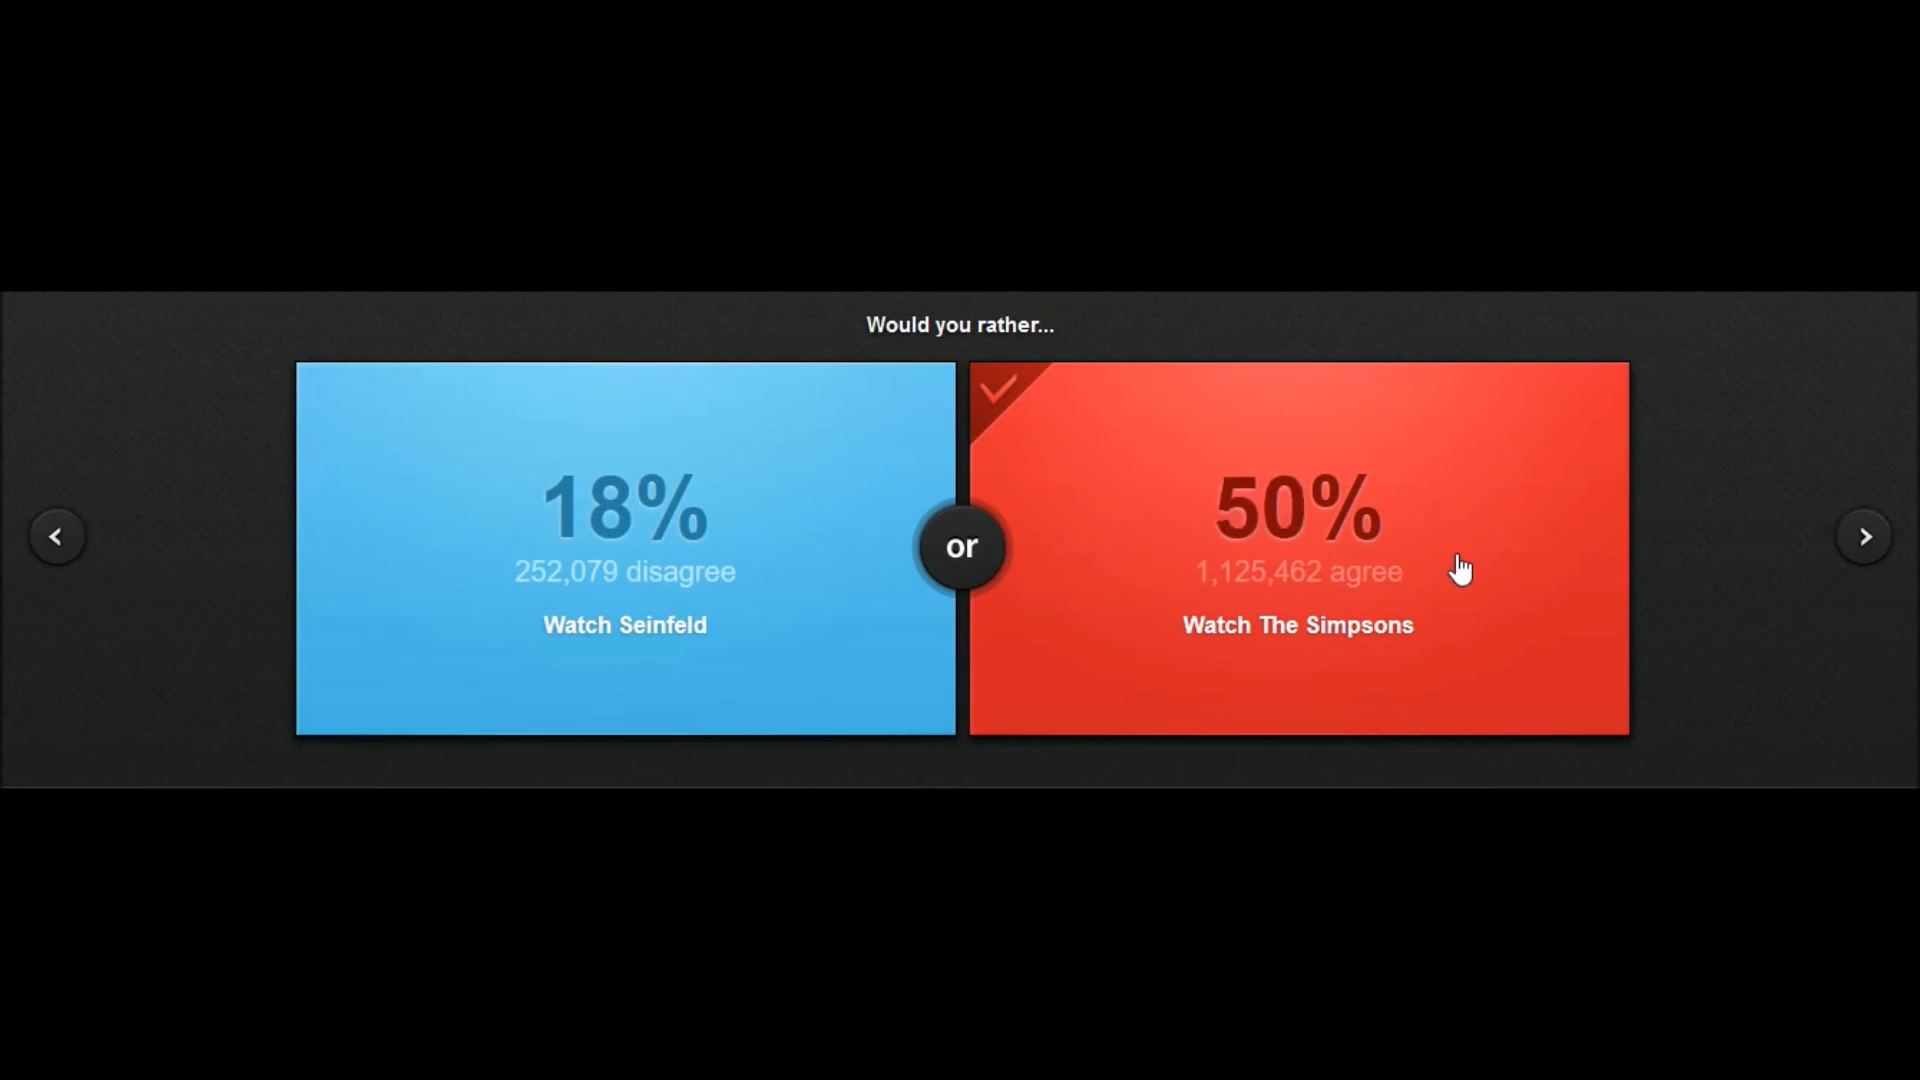 Would you rather...
18%
252,079 disagree
Watch Seinfeld
or
50%
1,125,462 agree
Watch The Simpsons